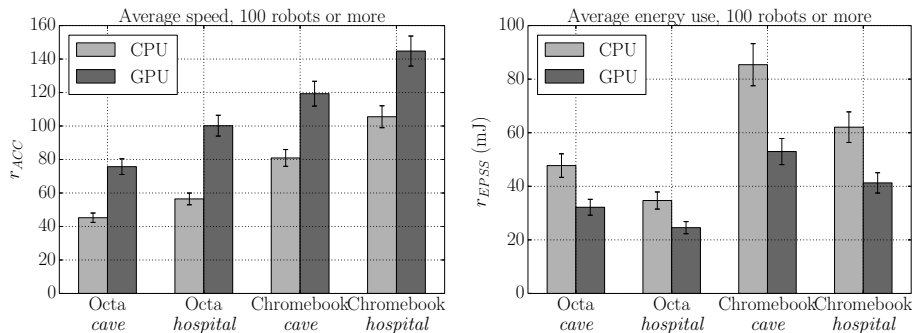 Average speed, 100 robots or more
160
140
120
100
80
60
40
20
0
r_ACC
CPU
GPU
Octa
cave
Octa
hospital
Chromebook
cave
Chromebook
hospital
Average energy use, 100 robots or more
100
80
60
40
20
0
r_EPSS (mJ)
CPU
GPU
Octa
cave
Octa
hospital
Chromebook
cave
Chromebook
hospital